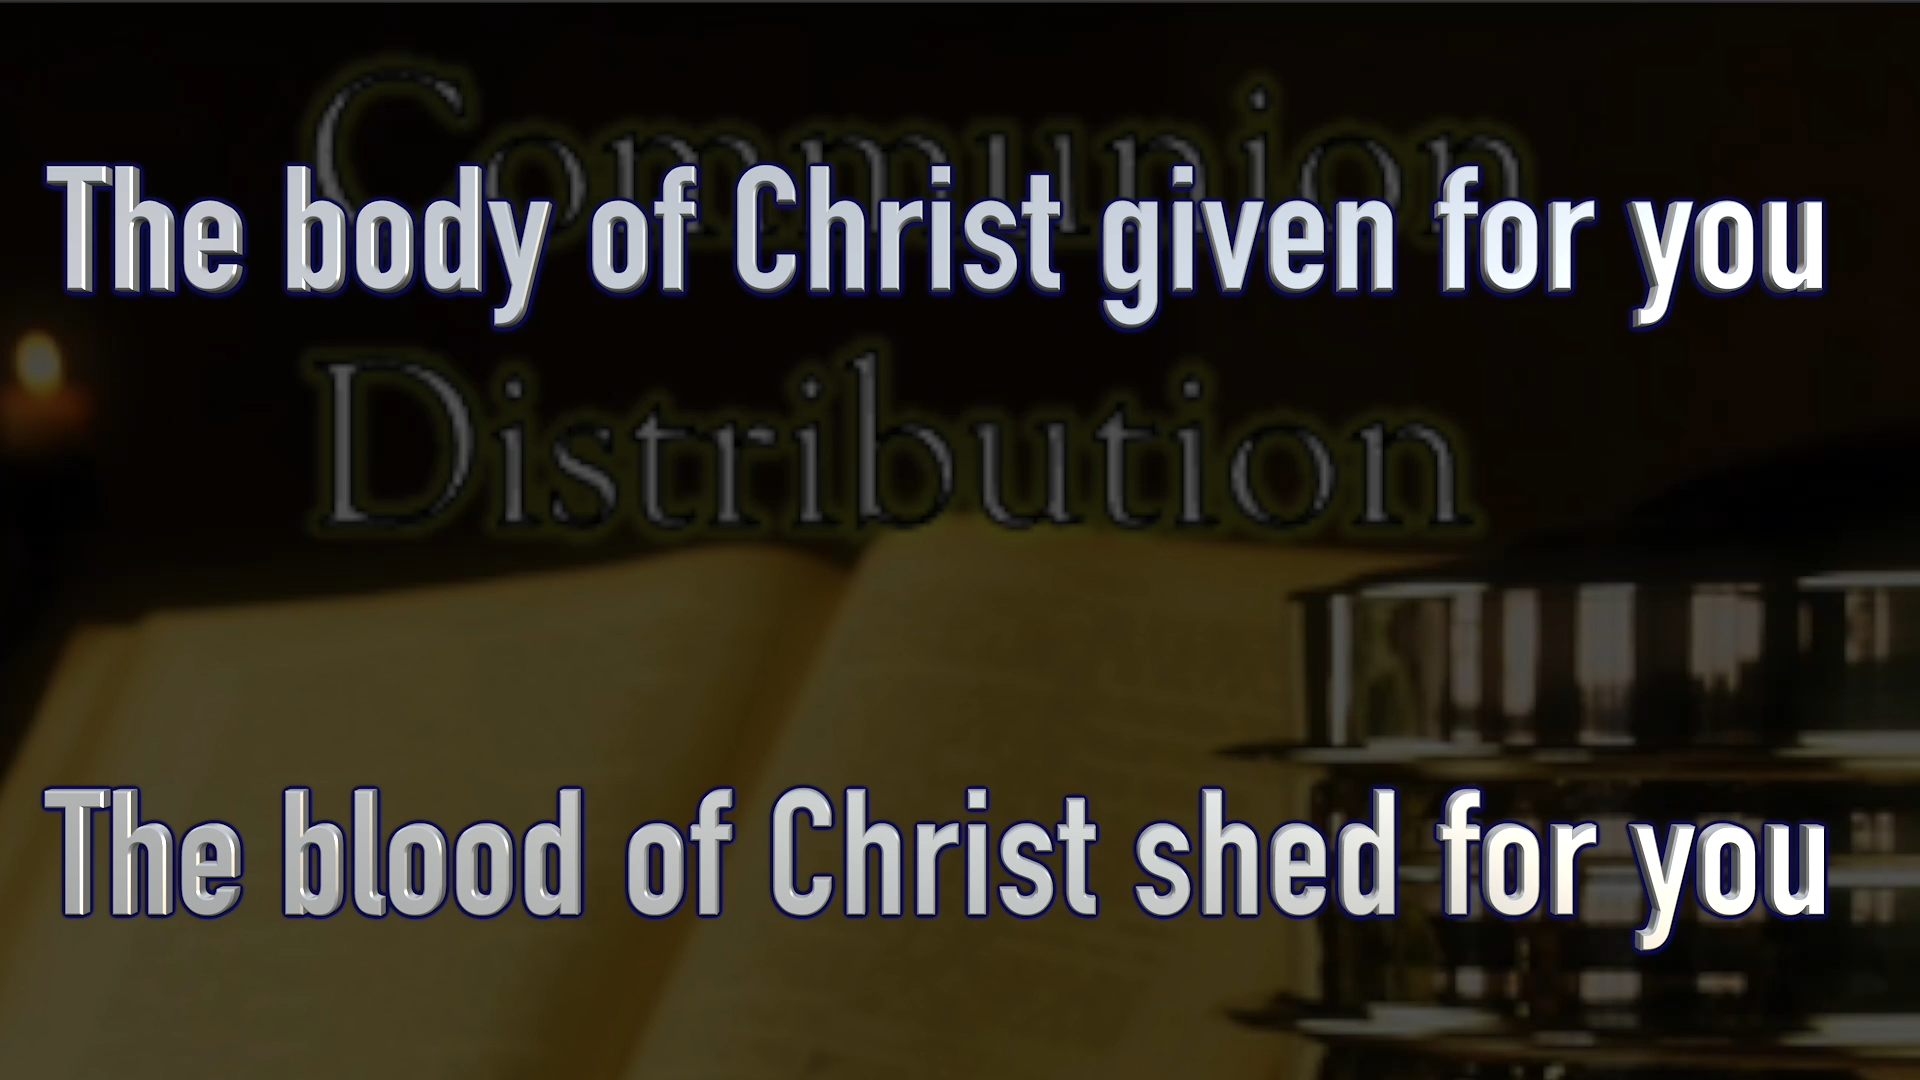 Communion
The body of Christ given for you
Distribution
The blood of Christ shed for you